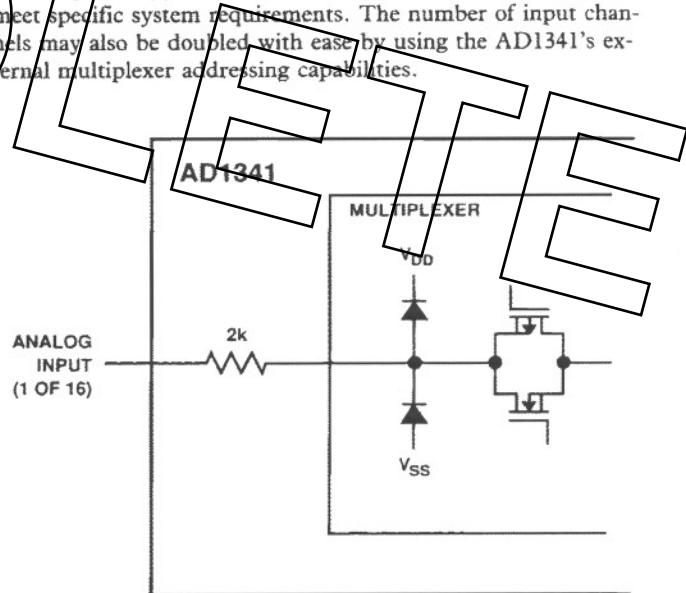 meet specific system requirements. The number of input chan-
nels may also be doubled with ease by using the AD1341's ex-
ternal multiplexer addressing capabilities.
LETE
AD1341
MULTIPLEXER
VDD
2k
ANALOG
INPUT
(1 OF 16)
VSS